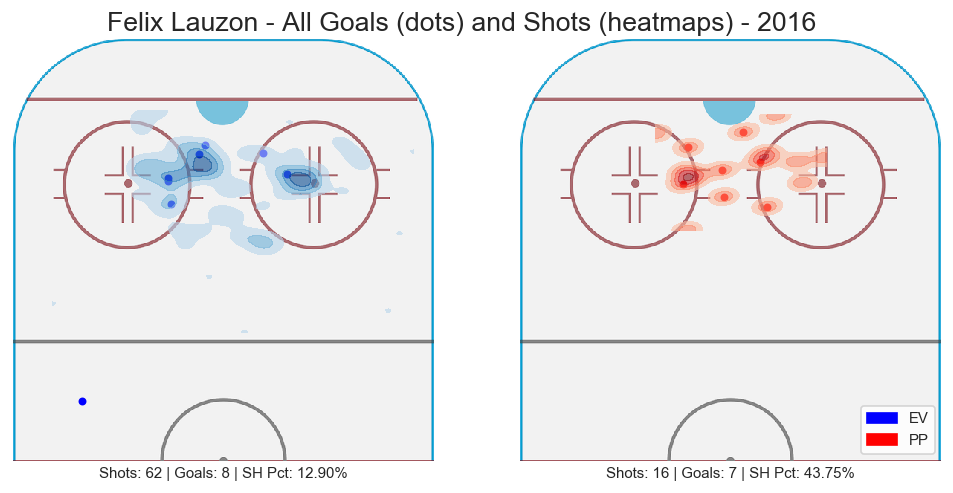 Felix Lauzon - All Goals (dots) and Shots (heatmaps) - 2016
EV
PP
Shots: 62 | Goals: 8 | SH Pct: 12.90%
Shots: 16 | Goals: 7 | SH Pct: 43.75%